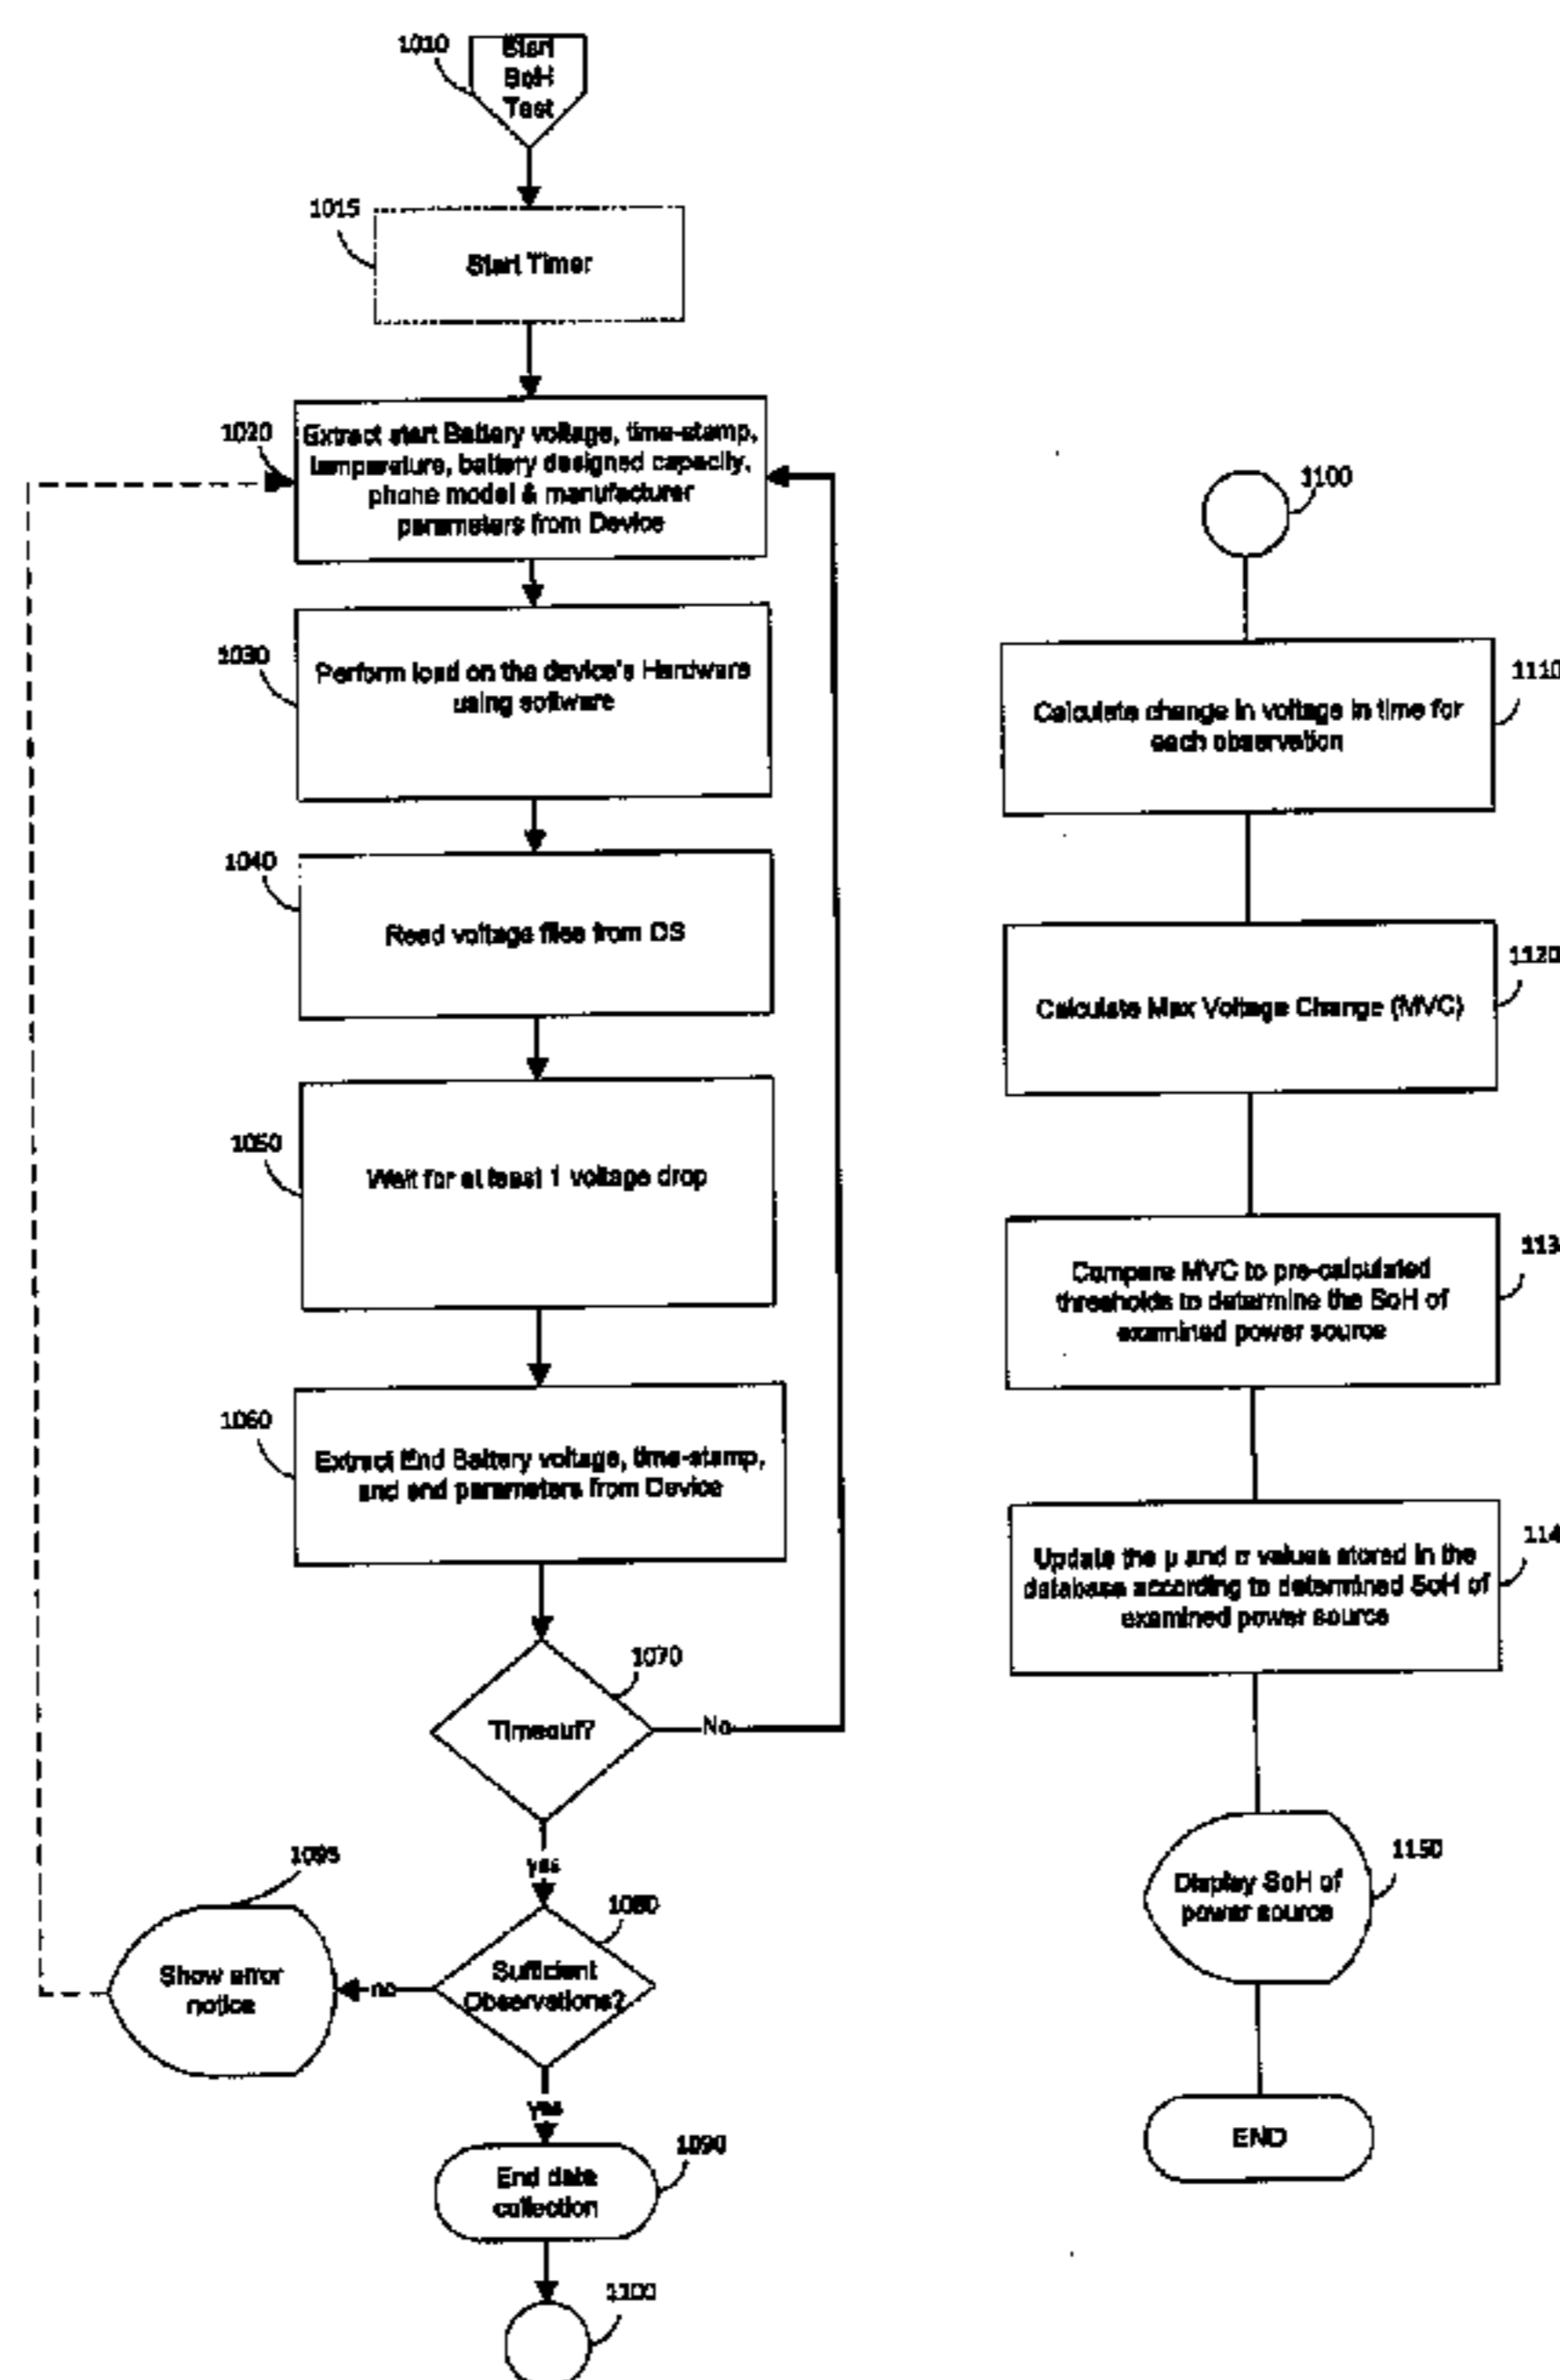 1010
Start
SoH
Test
1015
Start Timer
1020
Extract start Battery voltage, time-stamp,
temperature, battery designed capacity,
phone model & manufacturer
parameters from Device
1030
Perform load on the device's Hardware
using software
1040
Read voltage files from OS
1050
Wait for at least 1 voltage drop
1060
Extract End Battery voltage, time-stamp,
and end parameters from Device
1070
Timeout?
No
yes
1080
Sufficient
Observations?
no
1095
Show error
notice
yes
1090
End data
collection
1100
1100
1110
Calculate change in voltage in time for
each observation
1120
Calculate Max Voltage Change (MVC)
113
Compare MVC to pre-calculated
thresholds to determine the SoH of
examined power source
114
Update the μ and σ values stored in the
database according to determined SoH of
examined power source
1150
Display SoH of
power source
END